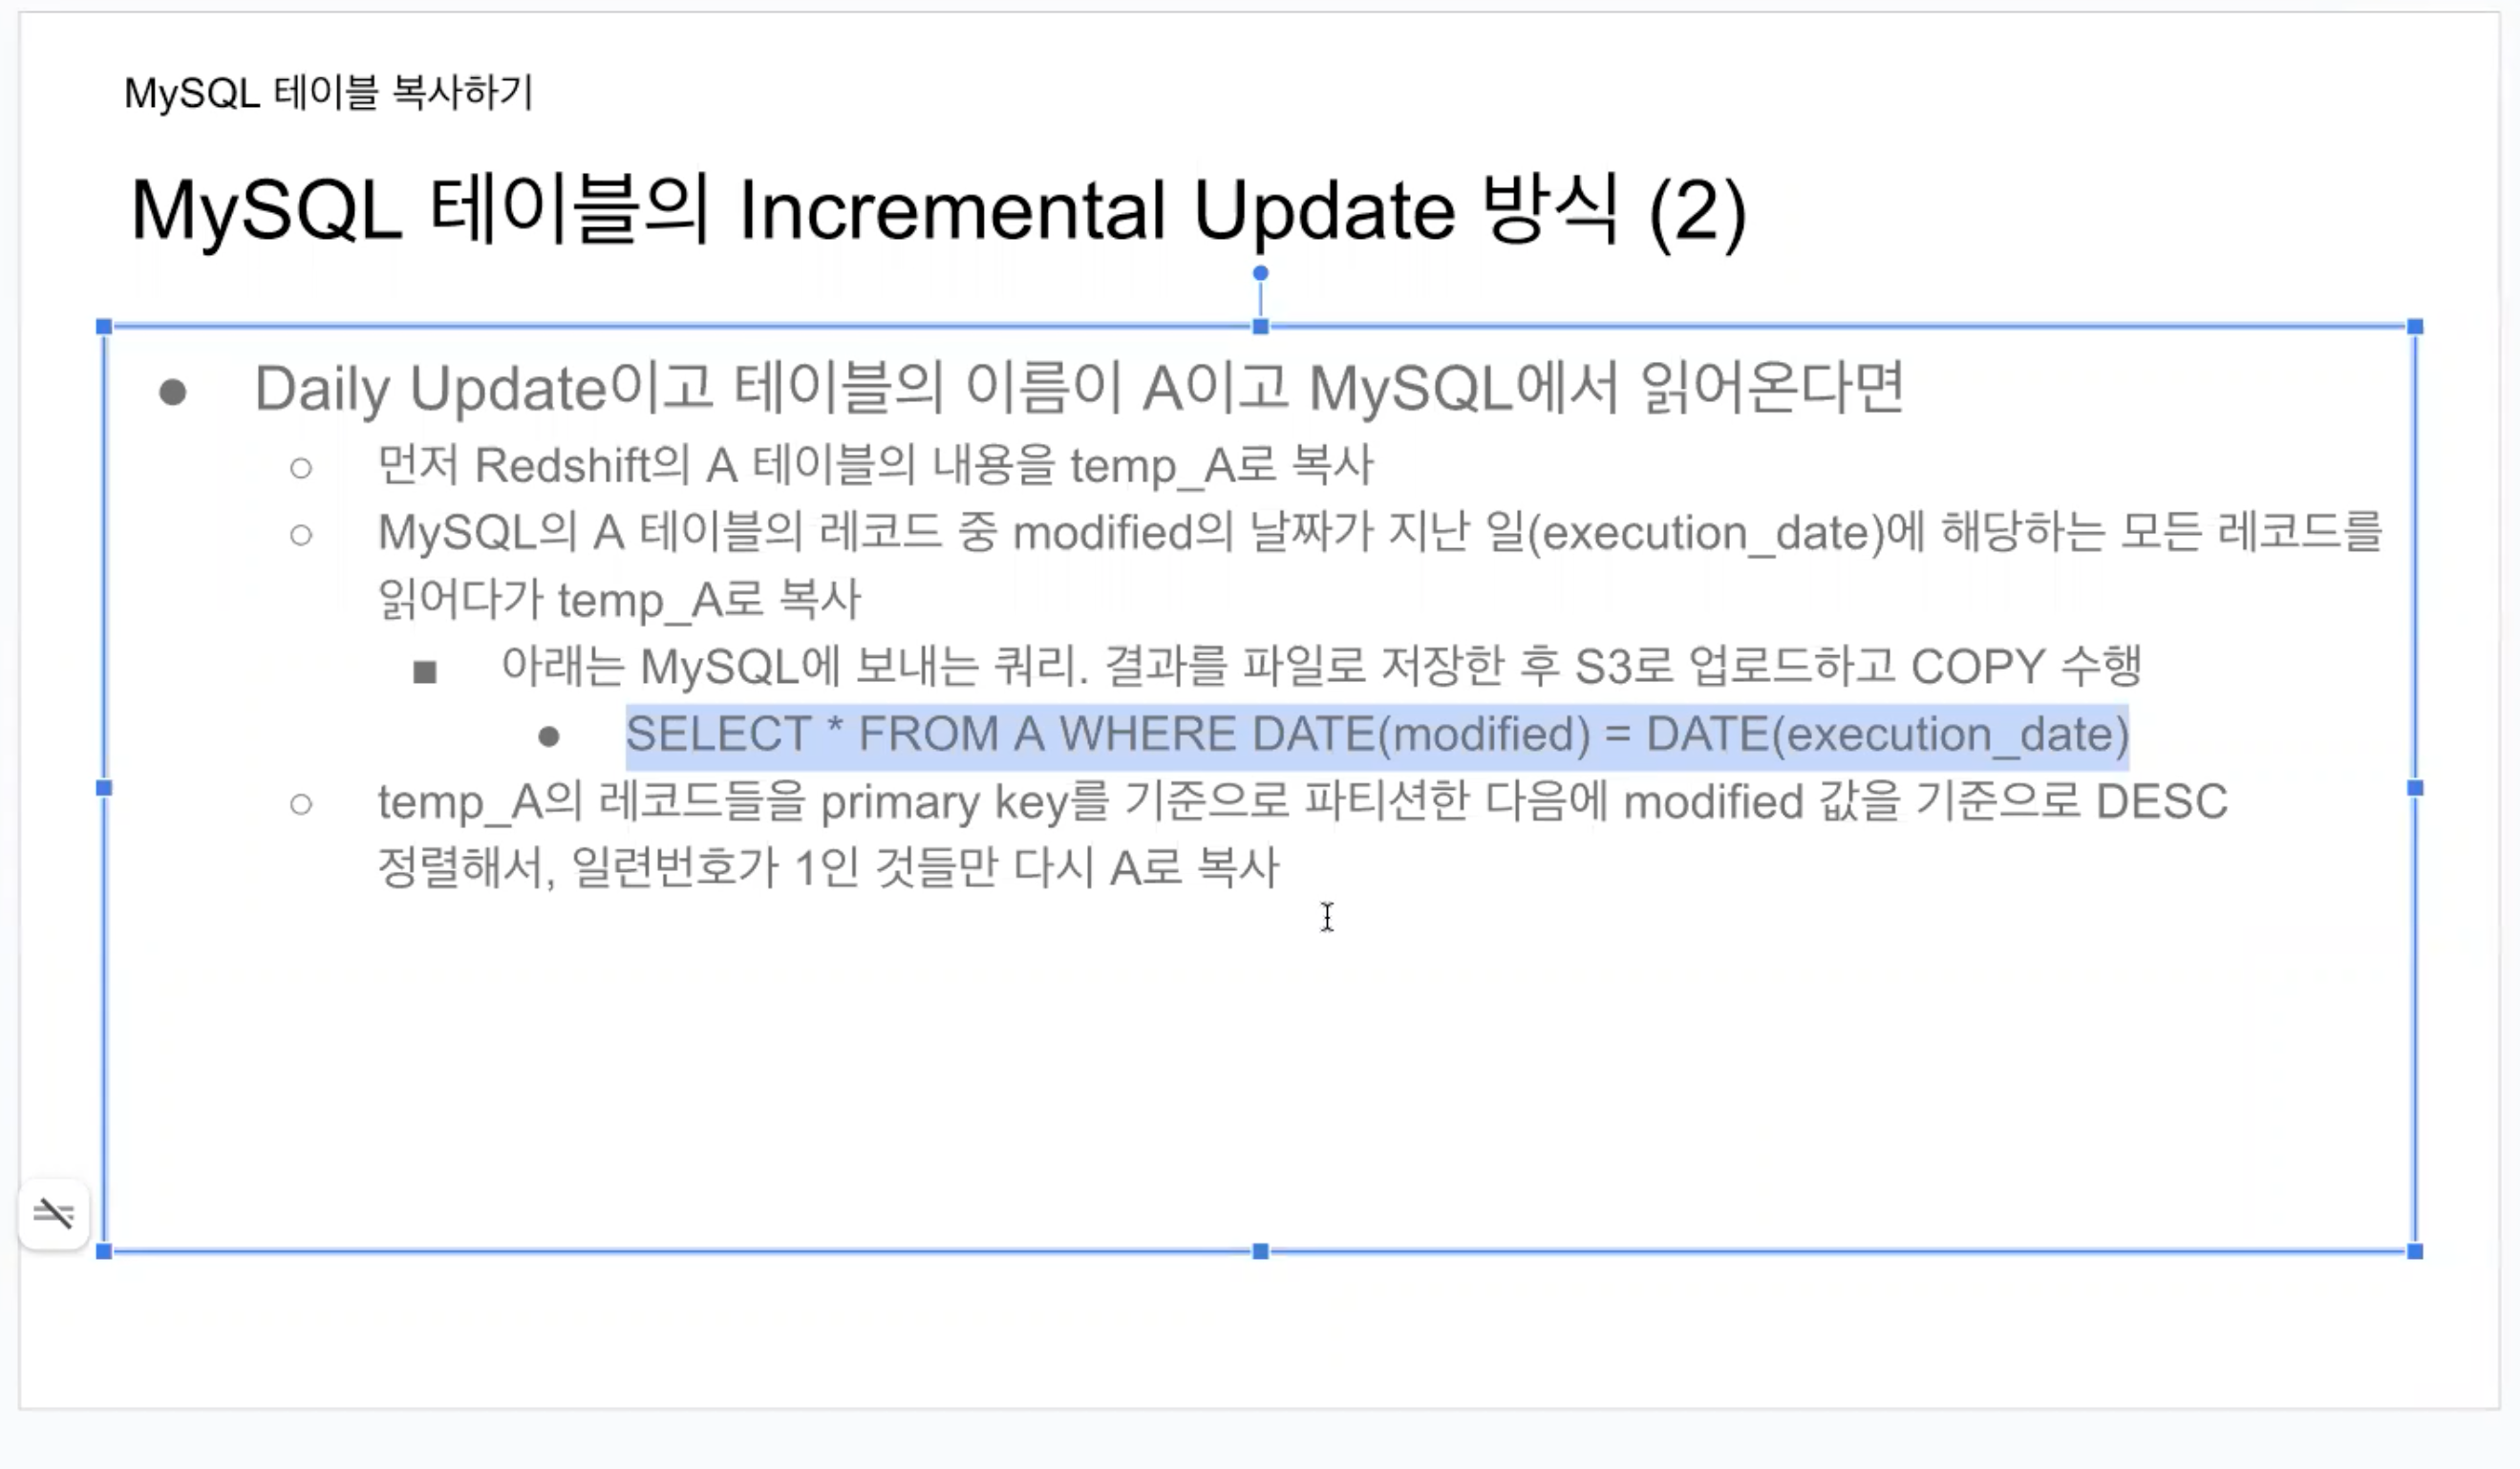 MySQL 테이블 복사하기
MySQL 테이블의 Incremental Update 방식 (2)
● Daily Update이고 테이블의 이름이 A이고 MySQL에서 읽어온다면
○ 먼저 Redshift의 A 테이블의 내용을 temp_A로 복사
○ MySQL의 A 테이블의 레코드 중 modified의 날짜가 지난 일(execution_date)에 해당하는 모든 레코드를
읽어다가 temp_A로 복사
■ 아래는 MySQL에 보내는 쿼리. 결과를 파일로 저장한 후 S3로 업로드하고 COPY 수행
● SELECT * FROM A WHERE DATE(modified) = DATE(execution_date)
○ temp_A의 레코드들을 primary key를 기준으로 파티션한 다음에 modified 값을 기준으로 DESC
정렬해서, 일련번호가 1인 것들만 다시 A로 복사